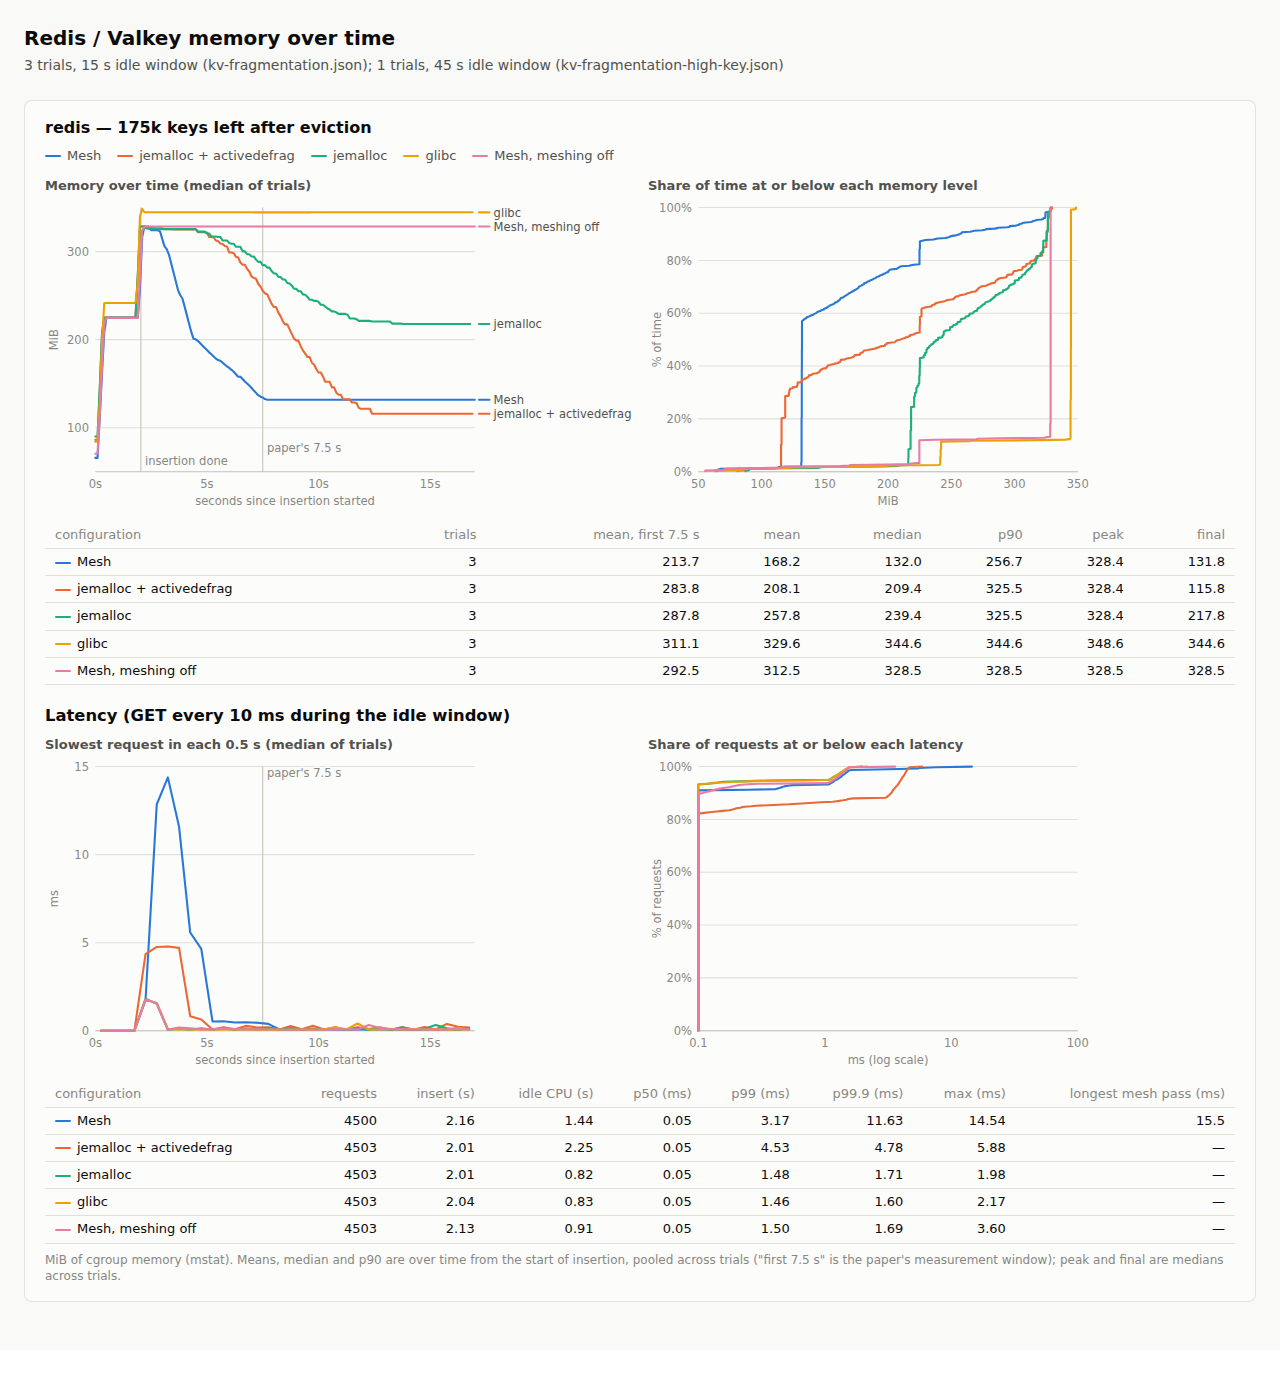 Redis / Valkey memory over time
3 trials, 15 s idle window (kv-fragmentation.json); 1 trials, 45 s idle window (kv-fragmentation-high-key.json)
redis — 175k keys left after eviction
Mesh jemalloc + activedefrag jemalloc glibc Mesh, meshing off
Memory over time (median of trials)
300
200
100
MiB
glibc
Mesh, meshing off
jemalloc
Mesh
jemalloc + activedefrag
paper's 7.5 s
insertion done
0s 5s 10s 15s
seconds since insertion started
Share of time at or below each memory level
100%
80%
60%
40%
20%
0%
% of time
50 100 150 200 250 300 350
MiB
configuration trials mean, first 7.5 s mean median p90 peak final
Mesh 3 213.7 168.2 132.0 256.7 328.4 131.8
jemalloc + activedefrag 3 283.8 208.1 209.4 325.5 328.4 115.8
jemalloc 3 287.8 257.8 239.4 325.5 328.4 217.8
glibc 3 311.1 329.6 344.6 344.6 348.6 344.6
Mesh, meshing off 3 292.5 312.5 328.5 328.5 328.5 328.5
Latency (GET every 10 ms during the idle window)
Slowest request in each 0.5 s (median of trials)
15
10
5
0
ms
paper's 7.5 s
0s 5s 10s 15s
seconds since insertion started
Share of requests at or below each latency
100%
80%
60%
40%
20%
0%
% of requests
0.1 1 10 100
ms (log scale)
configuration requests insert (s) idle CPU (s) p50 (ms) p99 (ms) p99.9 (ms) max (ms) longest mesh pass (ms)
Mesh 4500 2.16 1.44 0.05 3.17 11.63 14.54 15.5
jemalloc + activedefrag 4503 2.01 2.25 0.05 4.53 4.78 5.88 —
jemalloc 4503 2.01 0.82 0.05 1.48 1.71 1.98 —
glibc 4503 2.04 0.83 0.05 1.46 1.60 2.17 —
Mesh, meshing off 4503 2.13 0.91 0.05 1.50 1.69 3.60 —
MiB of cgroup memory (mstat). Means, median and p90 are over time from the start of insertion, pooled across trials ("first 7.5 s" is the paper's measurement window); peak and final are medians
across trials.